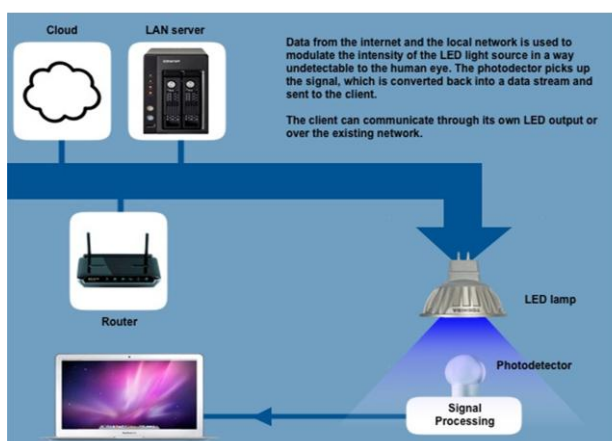 Cloud
LAN server
Data from the internet and the local network is used to
modulate the intensity of the LED light source in a way
undetectable to the human eye. The photodector picks up
the signal, which is converted back into a data stream and
sent to the client.
The client can communicate through its own LED output or
over the existing network.
Router
LED lamp
Photodetector
Signal
Processing